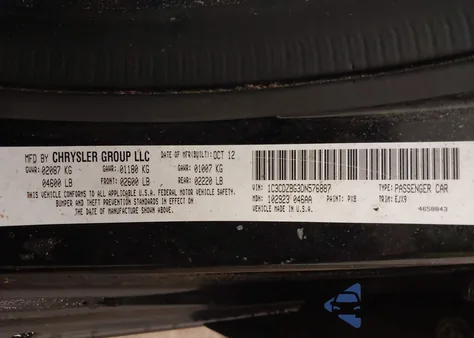 MFD BY CHRYSLER GROUP LLC DATE OF MFR(BUILT): OCT 12
GVWR: 02087 KG GAWR: 01180 KG GAWR: 01007 KG
04600 LB FRONT: 02600 LB REAR: 02220 LB
THIS VEHICLE CONFORMS TO ALL APPLICABLE U.S.A. FEDERAL MOTOR VEHICLE SAFETY,
BUMPER AND THEFT PREVENTION STANDARDS IN EFFECT ON
THE DATE OF MANUFACTURE SHOWN ABOVE.
VIN: 1C3CDZBG3DN576887 TYPE: PASSENGER CAR
MDH: 102923 046AA PAINT: PXB TRIM: EJX9
VEHICLE MADE IN U.S.A. 4658843